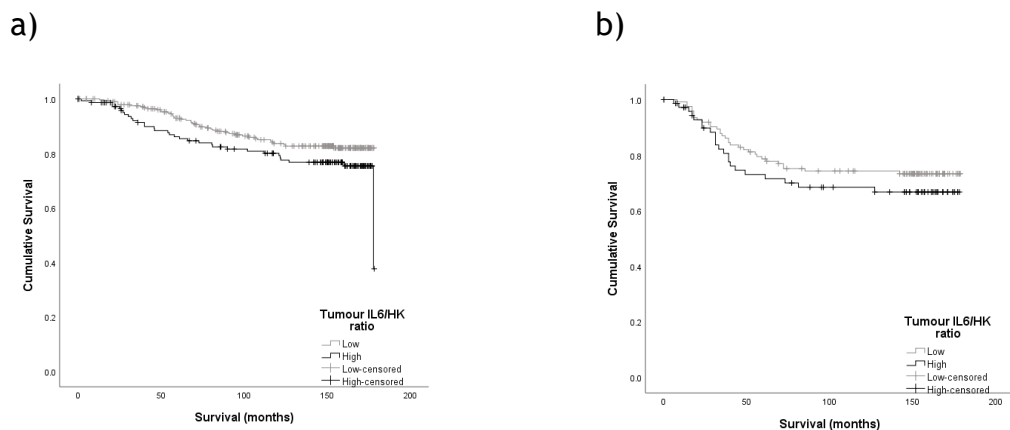 a)
1.0
0.8
0.6
0.4
0.2
0.0
Cumulative Survival
0
50
100
150
200
Survival (months)
Tumour IL6/HK
ratio
Low
High
Low-censored
High-censored
b)
1.0
0.8
0.6
0.4
0.2
0.0
Cumulative Survival
0
50
100
150
200
Survival (months)
Tumour IL6/HK
ratio
Low
High
Low-censored
High-censored